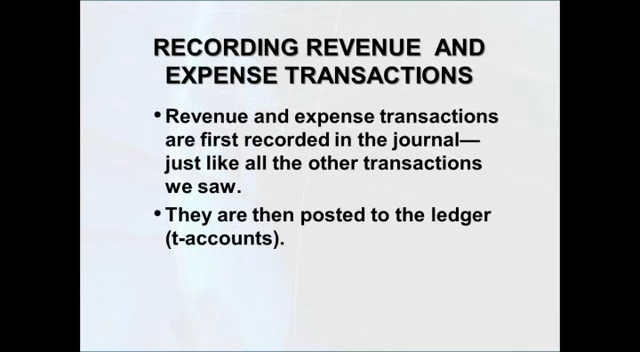 RECORDING REVENUE AND
EXPENSE TRANSACTIONS
• Revenue and expense transactions
are first recorded in the journal—
just like all the other transactions
we saw.
• They are then posted to the ledger
(t-accounts).